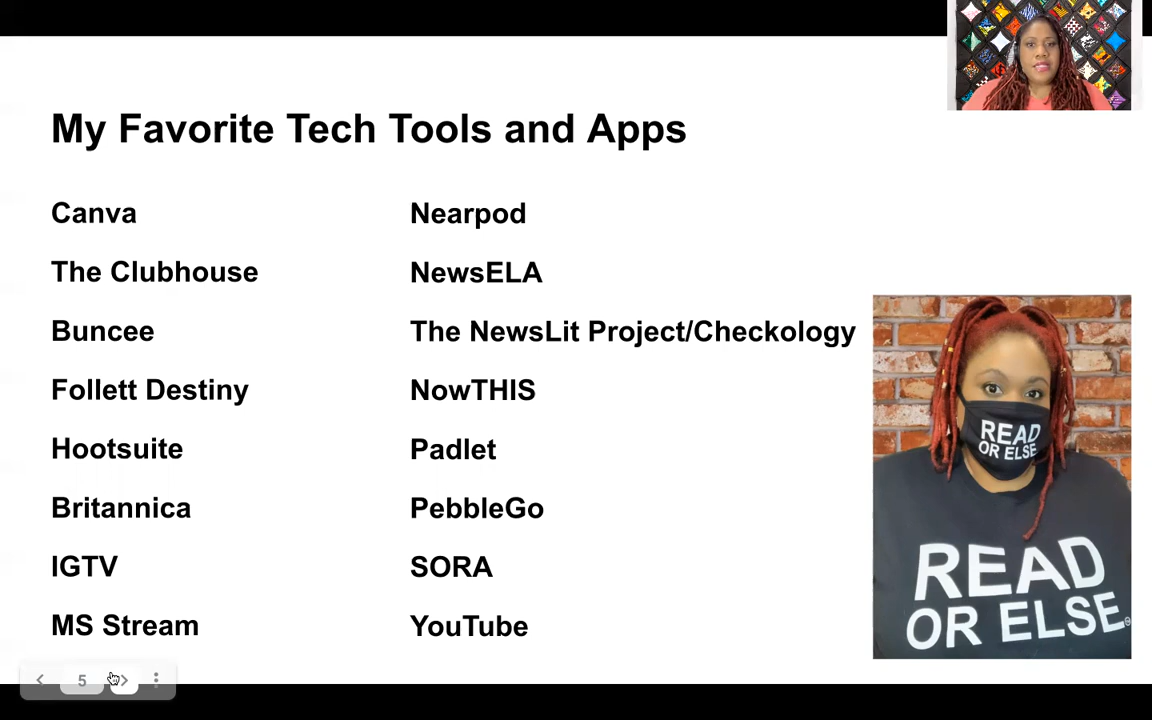 My Favorite Tech Tools and Apps
Canva
The Clubhouse
Buncee
Follett Destiny
Hootsuite
Britannica
IGTV
MS Stream
Nearpod
NewsELA
The NewsLit Project/Checkology
NowTHIS
Padlet
PebbleGo
SORA
YouTube
READ
OR ELSE
READ
OR ELSE
5